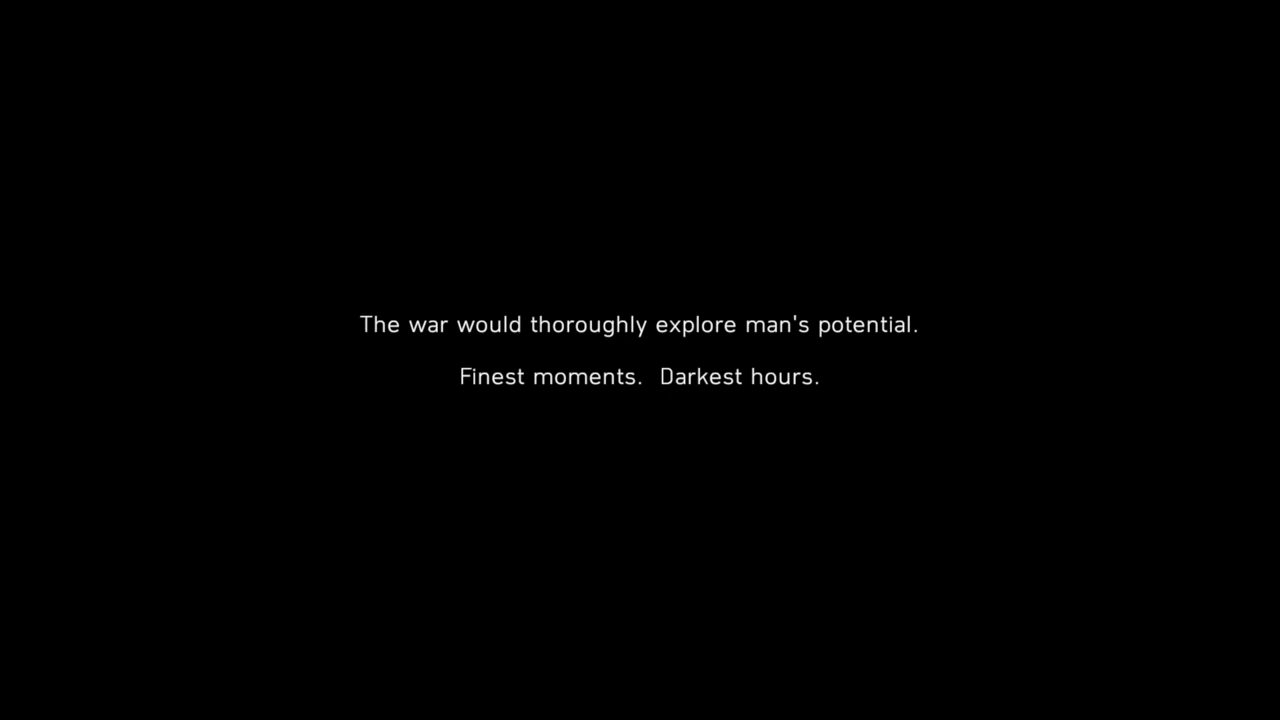 The war would thoroughly explore man's potential.
Finest moments.  Darkest hours.